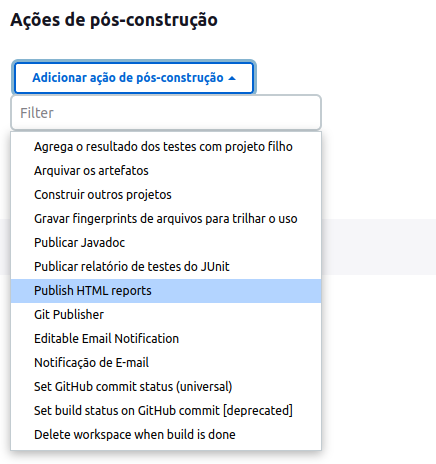 Ações de pós-construção
Adicionar ação de pós-construção
Filter
Agrega o resultado dos testes com projeto filho
Arquivar os artefatos
Construir outros projetos
Gravar fingerprints de arquivos para trilhar o uso
Publicar Javadoc
Publicar relatório de testes do JUnit
Publish HTML reports
Git Publisher
Editable Email Notification
Notificação de E-mail
Set GitHub commit status (universal)
Set build status on GitHub commit [deprecated]
Delete workspace when build is done